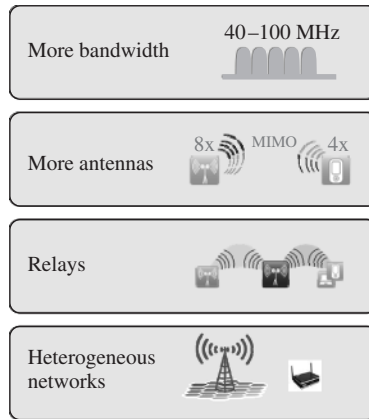 More bandwidth
40–100 MHz
More antennas
8x
MIMO
4x
Relays
Heterogeneous
networks